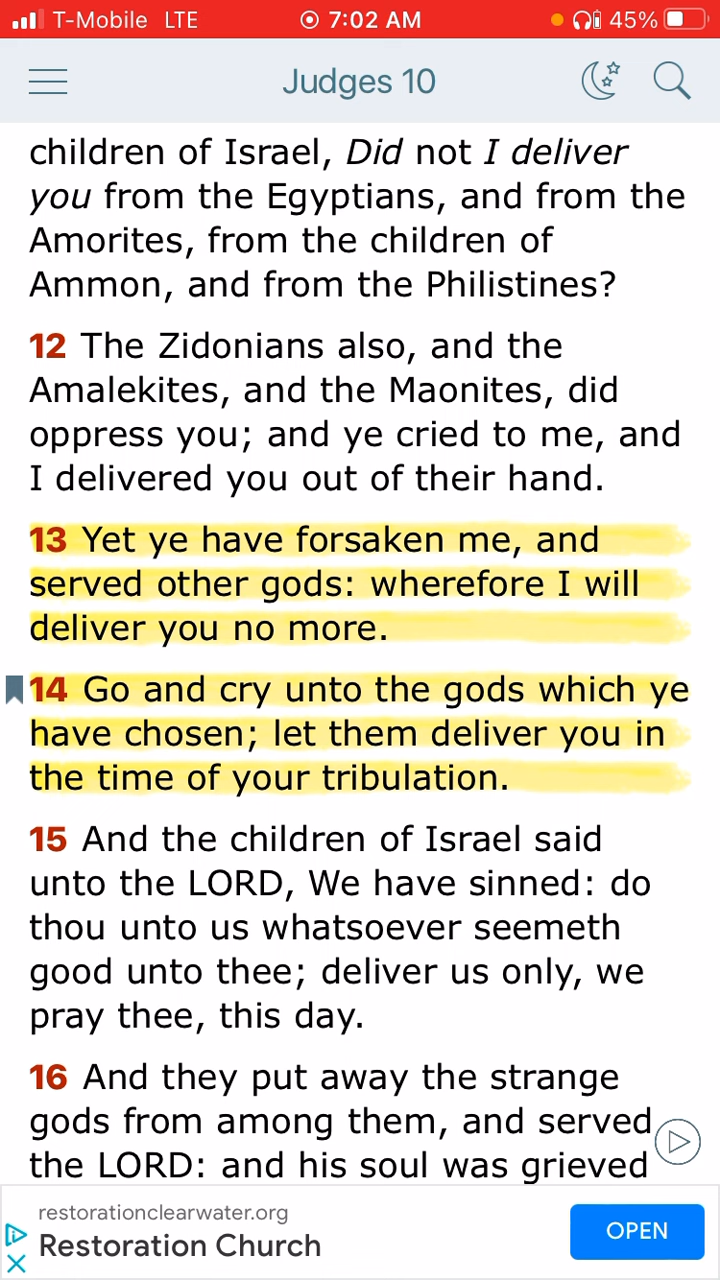 T-Mobile LTE 7:02 AM 45%
Judges 10
children of Israel, Did not I deliver
you from the Egyptians, and from the
Amorites, from the children of
Ammon, and from the Philistines?
12 The Zidonians also, and the
Amalekites, and the Maonites, did
oppress you; and ye cried to me, and
I delivered you out of their hand.
13 Yet ye have forsaken me, and
served other gods: wherefore I will
deliver you no more.
14 Go and cry unto the gods which ye
have chosen; let them deliver you in
the time of your tribulation.
15 And the children of Israel said
unto the LORD, We have sinned: do
thou unto us whatsoever seemeth
good unto thee; deliver us only, we
pray thee, this day.
16 And they put away the strange
gods from among them, and served
the LORD: and his soul was grieved
restorationclearwater.org
Restoration Church
OPEN